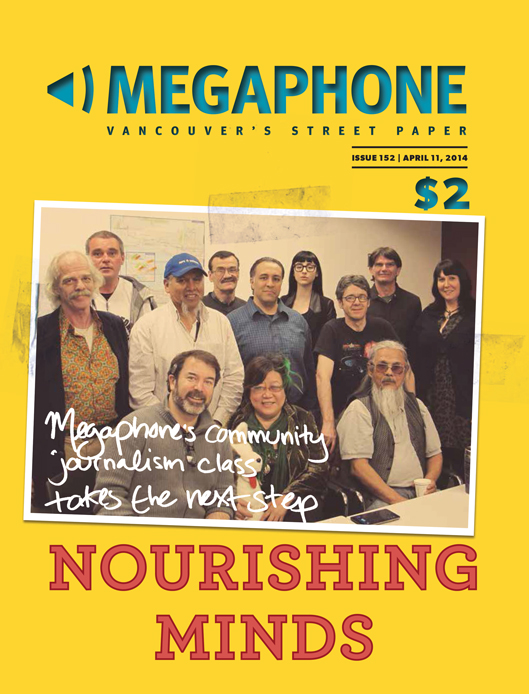 MEGAPHONE
VANCOUVER'S STREET PAPER
ISSUE 152 | APRIL 11, 2014
$2
Megaphone's community
journalism class
takes the next step
NOURISHING
MINDS